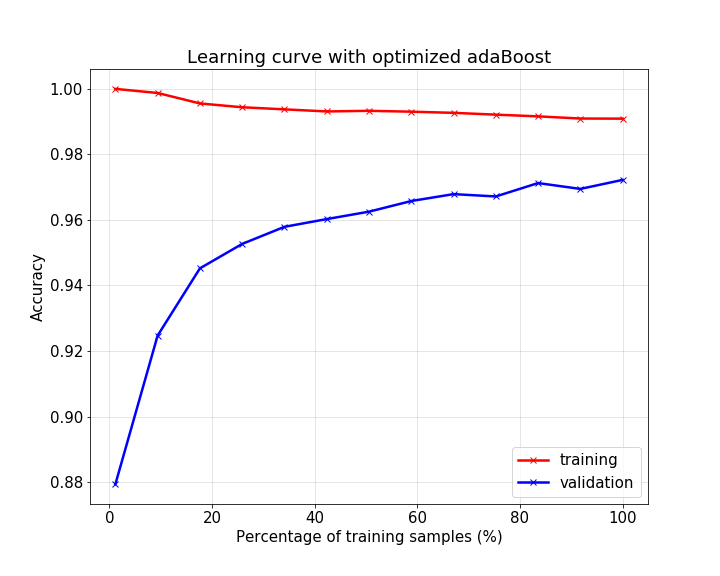 Learning curve with optimized adaBoost
1.00
0.98
0.96
0.94
0.92
0.90
0.88
Accuracy
training
validation
0 20 40 60 80 100
Percentage of training samples (%)